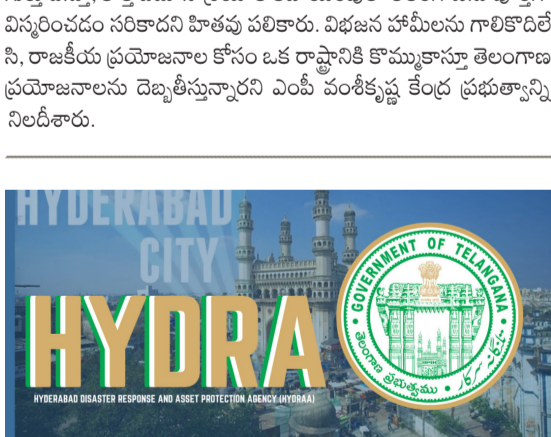 విస్మరించడం సరికాదని హితవు పలికారు. విభజన హామీలను గాలికొదిలే
సి, రాజకీయ ప్రయోజనాల కోసం ఒక రాష్ట్రానికి కొమ్ముకాస్తూ తెలంగాణ
ప్రయోజనాలను దెబ్బతీస్తున్నారని ఎంపీ వంశీకృష్ణ కేంద్ర ప్రభుత్వాన్ని
నిలదీశారు.
HYDERABAD
CITY
HYDRA
HYDERABAD DISASTER RESPONSE AND ASSET PROTECTION AGENCY (HYDRAA)
GOVERNMENT OF TELANGANA
తెలంగాణ ప్రభుత్వము